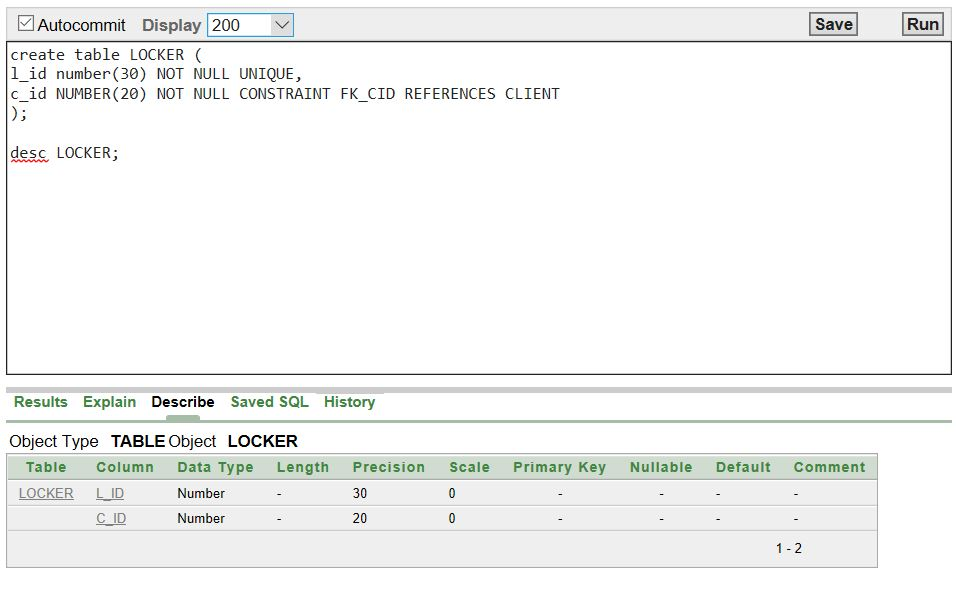 Autocommit Display 200 Save Run
create table LOCKER (
l_id number(30) NOT NULL UNIQUE,
c_id NUMBER(20) NOT NULL CONSTRAINT FK_CID REFERENCES CLIENT
);
desc LOCKER;
Results Explain Describe Saved SQL History
Object Type TABLE Object LOCKER
Table Column Data Type Length Precision Scale Primary Key Nullable Default Comment
LOCKER L_ID Number - 30 0 - - - -
C_ID Number - 20 0 - - - -
1 - 2